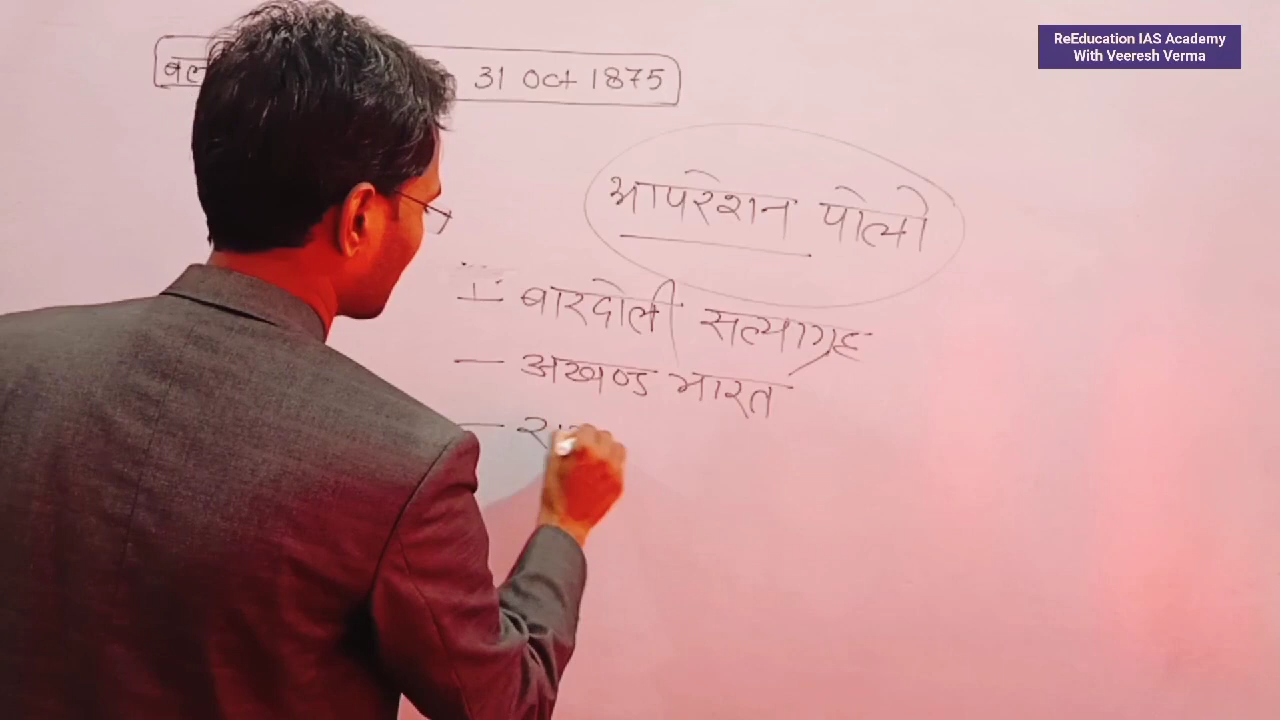 ReEducation IAS Academy
With Veeresh Verma
31 Oct 1875
आपरेशन पोलो
बारदोली सत्याग्रह
— अखण्ड भारत